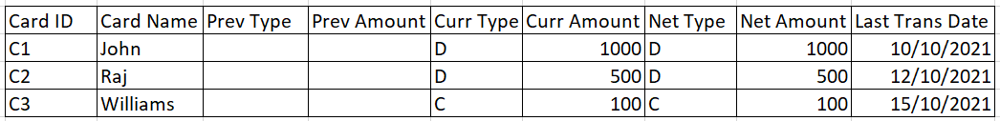 Card ID Card Name Prev Type Prev Amount Curr Type Curr Amount Net Type Net Amount Last Trans Date
C1 John D 1000 D 1000 10/10/2021
C2 Raj D 500 D 500 12/10/2021
C3 Williams C 100 C 100 15/10/2021